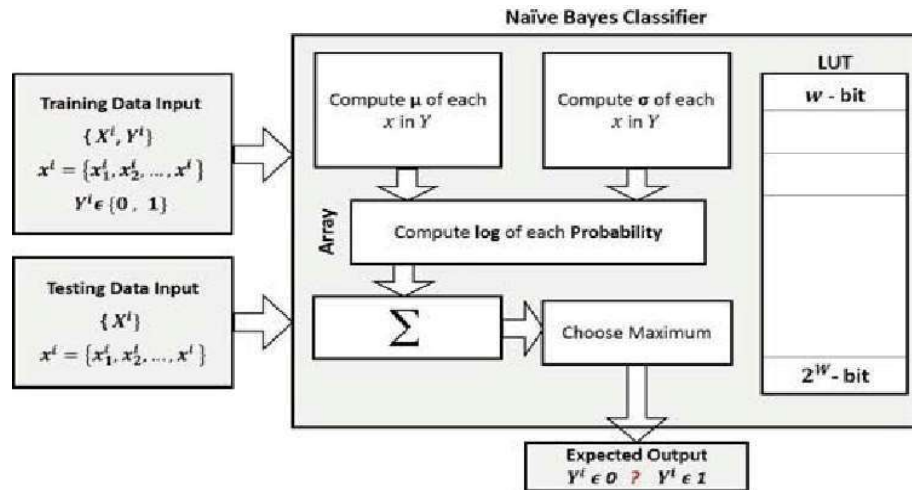 Naïve Bayes Classifier
Training Data Input
{X^i, Y^i}
x^i = {x_1^i, x_2^i, ..., x^i}
Y^i ϵ {0 , 1}
Testing Data Input
{X^i}
x^i = {x_1^i, x_2^i, ..., x^i}
Compute μ of each
x in Y
Compute σ of each
x in Y
Array
Compute log of each Probability
Σ
Choose Maximum
LUT
w - bit
2^W - bit
Expected Output
Y^i ϵ 0 ? Y^i ϵ 1